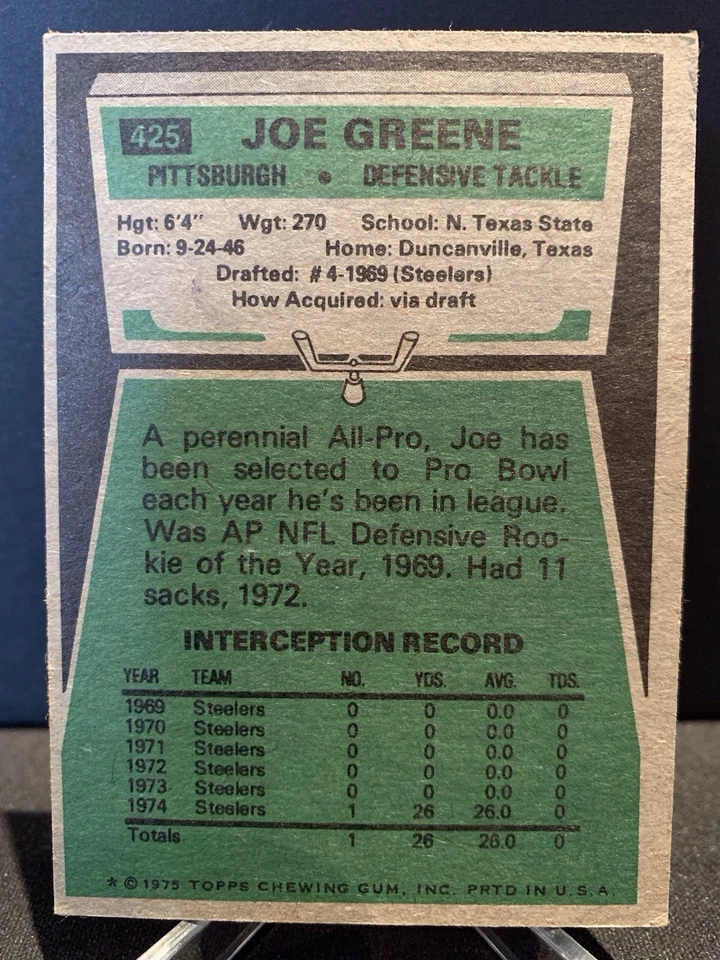 425 JOE GREENE
PITTSBURGH • DEFENSIVE TACKLE
Hgt: 6'4" Wgt: 270 School: N. Texas State
Born: 9-24-46 Home: Duncanville, Texas
Drafted: #4-1969 (Steelers)
How Acquired: via draft
A perennial All-Pro, Joe has
been selected to Pro Bowl
each year he's been in league.
Was AP NFL Defensive Roo-
kie of the Year, 1969. Had 11
sacks, 1972.
INTERCEPTION RECORD
YEAR TEAM NO. YDS. AVG. TDS.
1969 Steelers 0 0 0.0 0
1970 Steelers 0 0 0.0 0
1971 Steelers 0 0 0.0 0
1972 Steelers 0 0 0.0 0
1973 Steelers 0 0 0.0 0
1974 Steelers 1 26 26.0 0
Totals 1 26 26.0 0
* © 1975 TOPPS CHEWING GUM, INC. PRTD IN U.S.A.